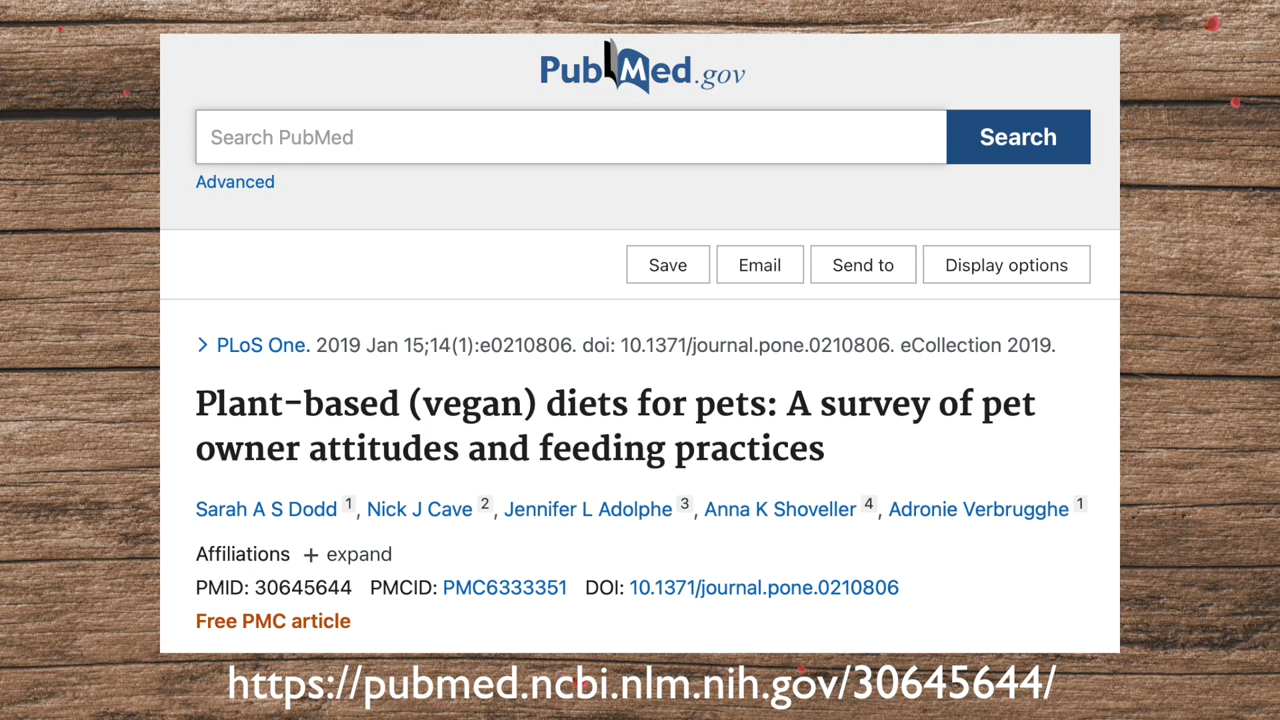 PubMed.gov
Search PubMed
Search
Advanced
Save
Email
Send to
Display options
> PLoS One. 2019 Jan 15;14(1):e0210806. doi: 10.1371/journal.pone.0210806. eCollection 2019.
Plant-based (vegan) diets for pets: A survey of pet
owner attitudes and feeding practices
Sarah A S Dodd 1, Nick J Cave 2, Jennifer L Adolphe 3, Anna K Shoveller 4, Adronie Verbrugghe 1
Affiliations + expand
PMID: 30645644 PMCID: PMC6333351 DOI: 10.1371/journal.pone.0210806
Free PMC article
https://pubmed.ncbi.nlm.nih.gov/30645644/